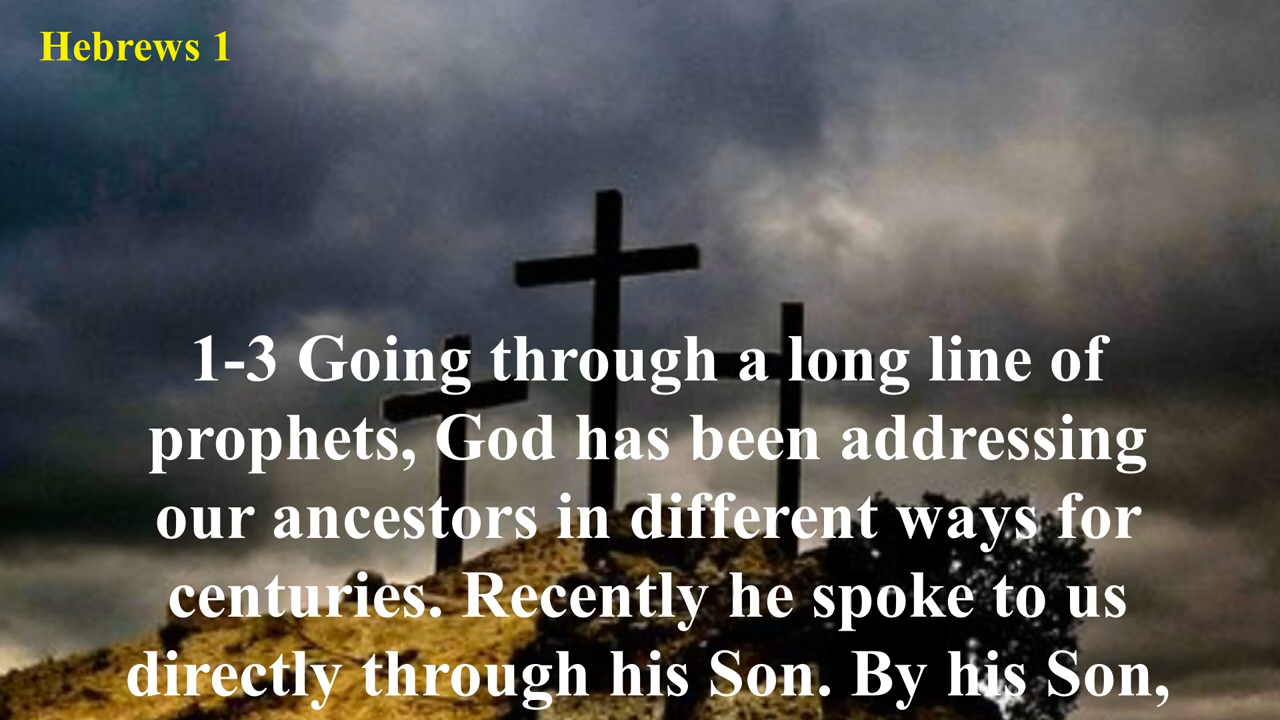 Hebrews 1
1-3 Going through a long line of
prophets, God has been addressing
our ancestors in different ways for
centuries. Recently he spoke to us
directly through his Son. By his Son,